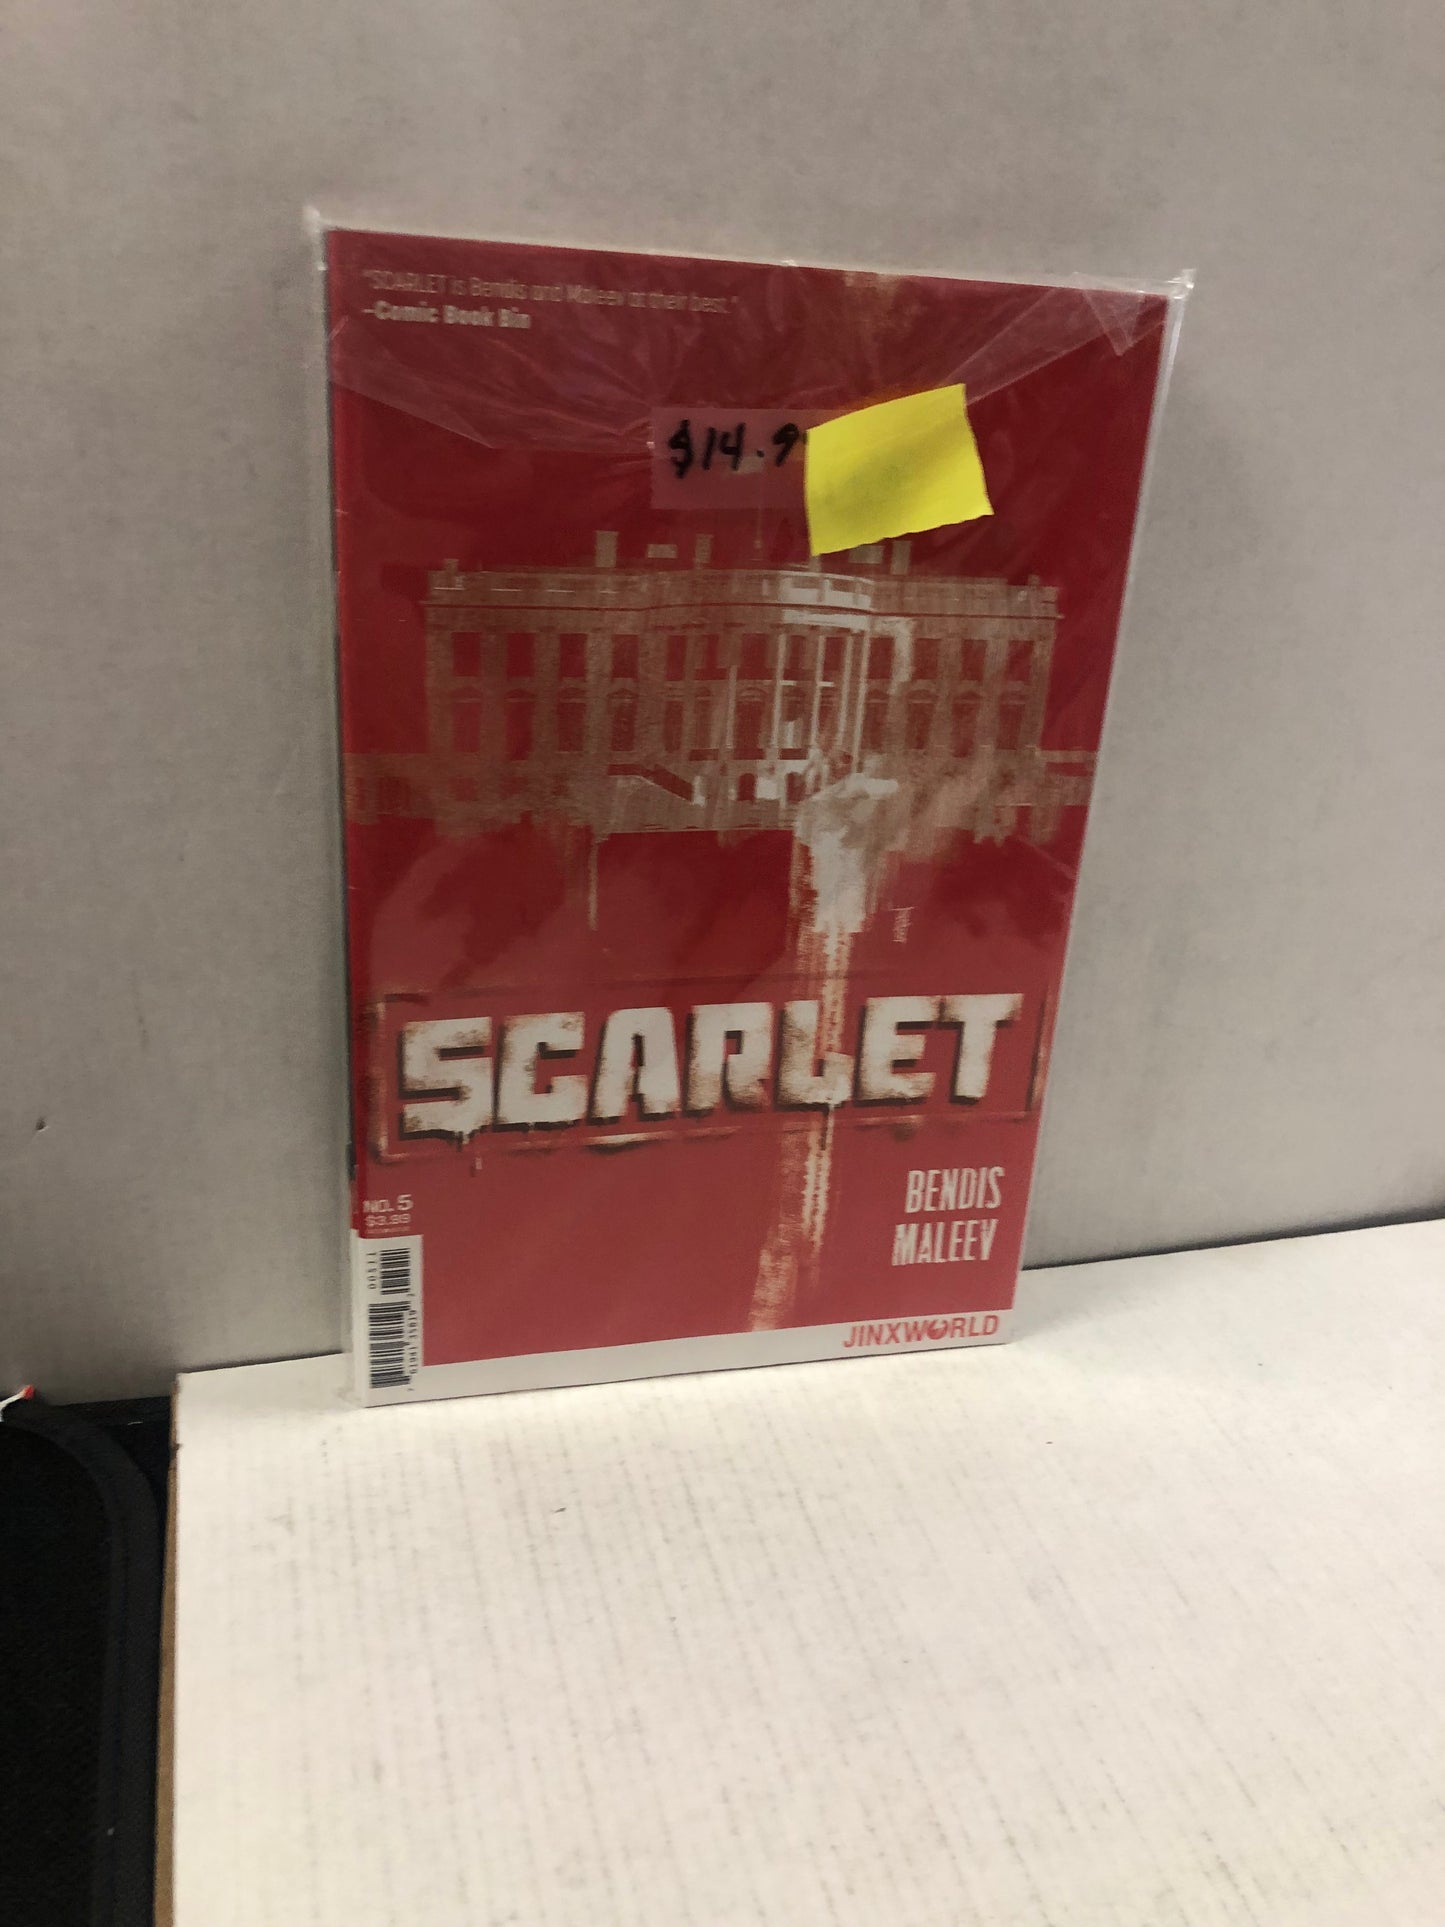 "SCARLET is Bendis and Maleev at their best."
–Comic Book Bin
$14.9
SCARLET
BENDIS
MALEEV
NO. 5
$3.99
00511
JINXWORLD